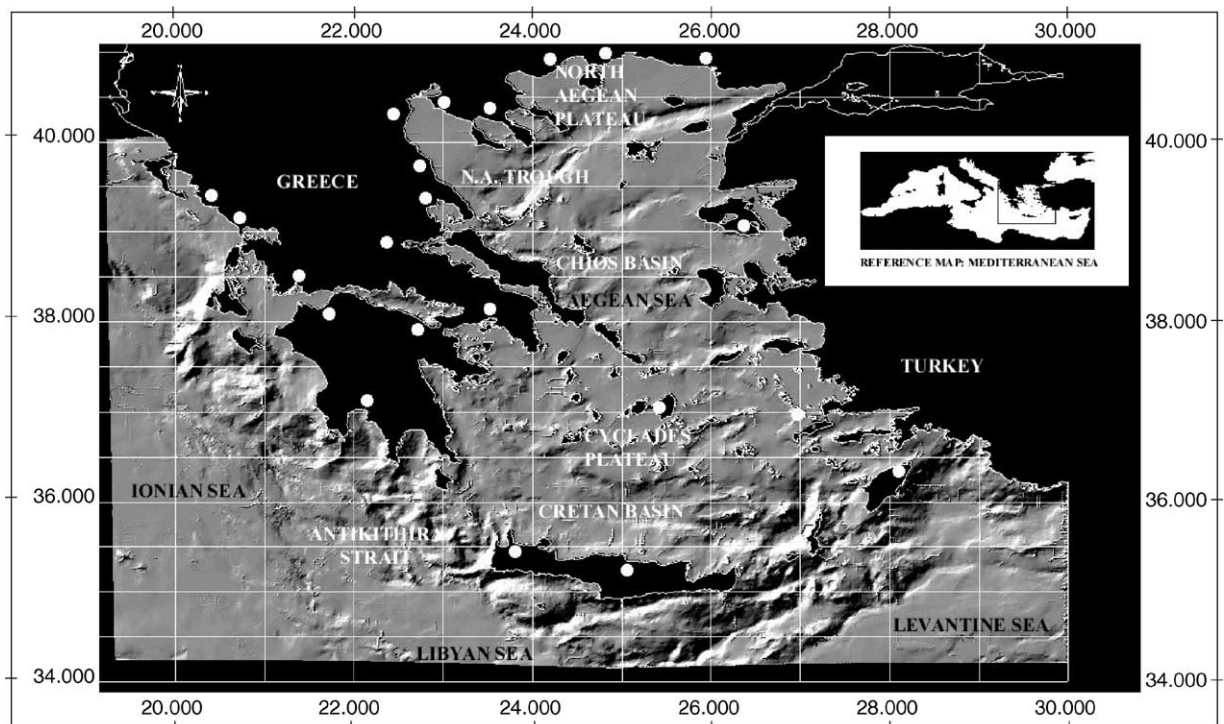 20.000 22.000 24.000 26.000 28.000 30.000
NORTH
AEGEAN
PLATEAU
40.000 40.000
GREECE
N.A. TROUGH
REFERENCE MAP: MEDITERRANEAN SEA
CHIOS BASIN
AEGEAN SEA
38.000 38.000
TURKEY
CYCLADES
PLATEAU
IONIAN SEA
36.000 36.000
CRETAN BASIN
ANTIKITHIR
STRAIT
LEVANTINE SEA
LIBYAN SEA
34.000 34.000
20.000 22.000 24.000 26.000 28.000 30.000